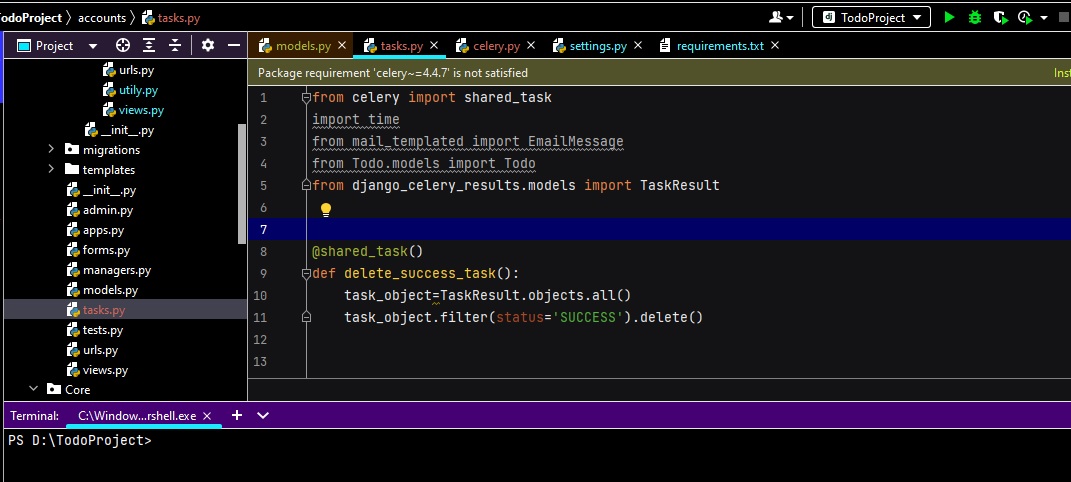 TodoProject accounts tasks.py TodoProject
Project models.py tasks.py celery.py settings.py requirements.txt
Package requirement 'celery~=4.4.7' is not satisfied Inst
urls.py
utily.py
views.py
__init__.py
migrations
templates
__init__.py
admin.py
apps.py
forms.py
managers.py
models.py
tasks.py
tests.py
urls.py
views.py
Core
1 from celery import shared_task
2 import time
3 from mail_templated import EmailMessage
4 from Todo.models import Todo
5 from django_celery_results.models import TaskResult
6
7
8 @shared_task()
9 def delete_success_task():
10 task_object=TaskResult.objects.all()
11 task_object.filter(status='SUCCESS').delete()
12
13
Terminal: C:\Window...rshell.exe
PS D:\TodoProject>